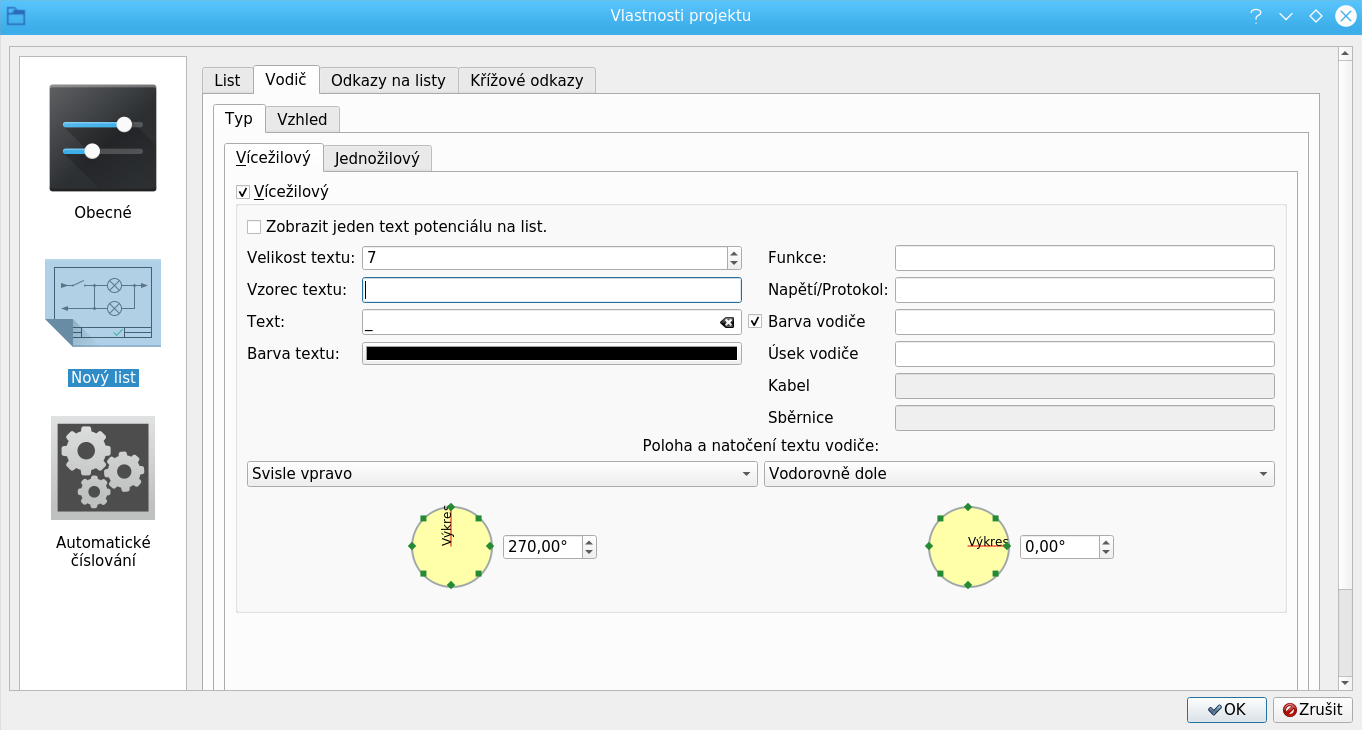 Vlastnosti projektu
Obecné
Nový list
Automatické
číslování
List
Vodič
Odkazy na listy
Křížové odkazy
Typ
Vzhled
Vícežilový
Jednožilový
Vícežilový
Zobrazit jeden text potenciálu na list.
Velikost textu:
7
Funkce:
Vzorec textu:
Napětí/Protokol:
Text:
_
Barva vodiče
Barva textu:
Úsek vodiče
Kabel
Sběrnice
Poloha a natočení textu vodiče:
Svisle vpravo
Vodorovně dole
Výkres
270,00°
Výkres
0,00°
OK
Zrušit